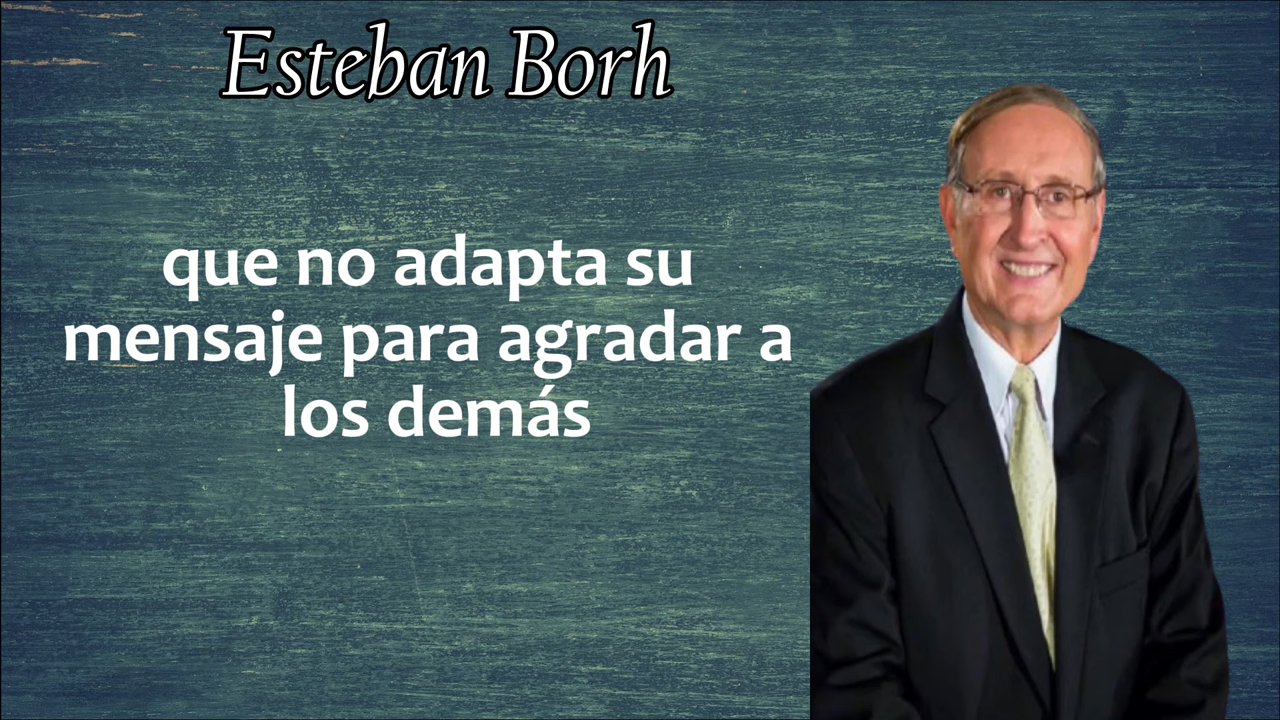 Esteban Borh
que no adapta su
mensaje para agradar a
los demás